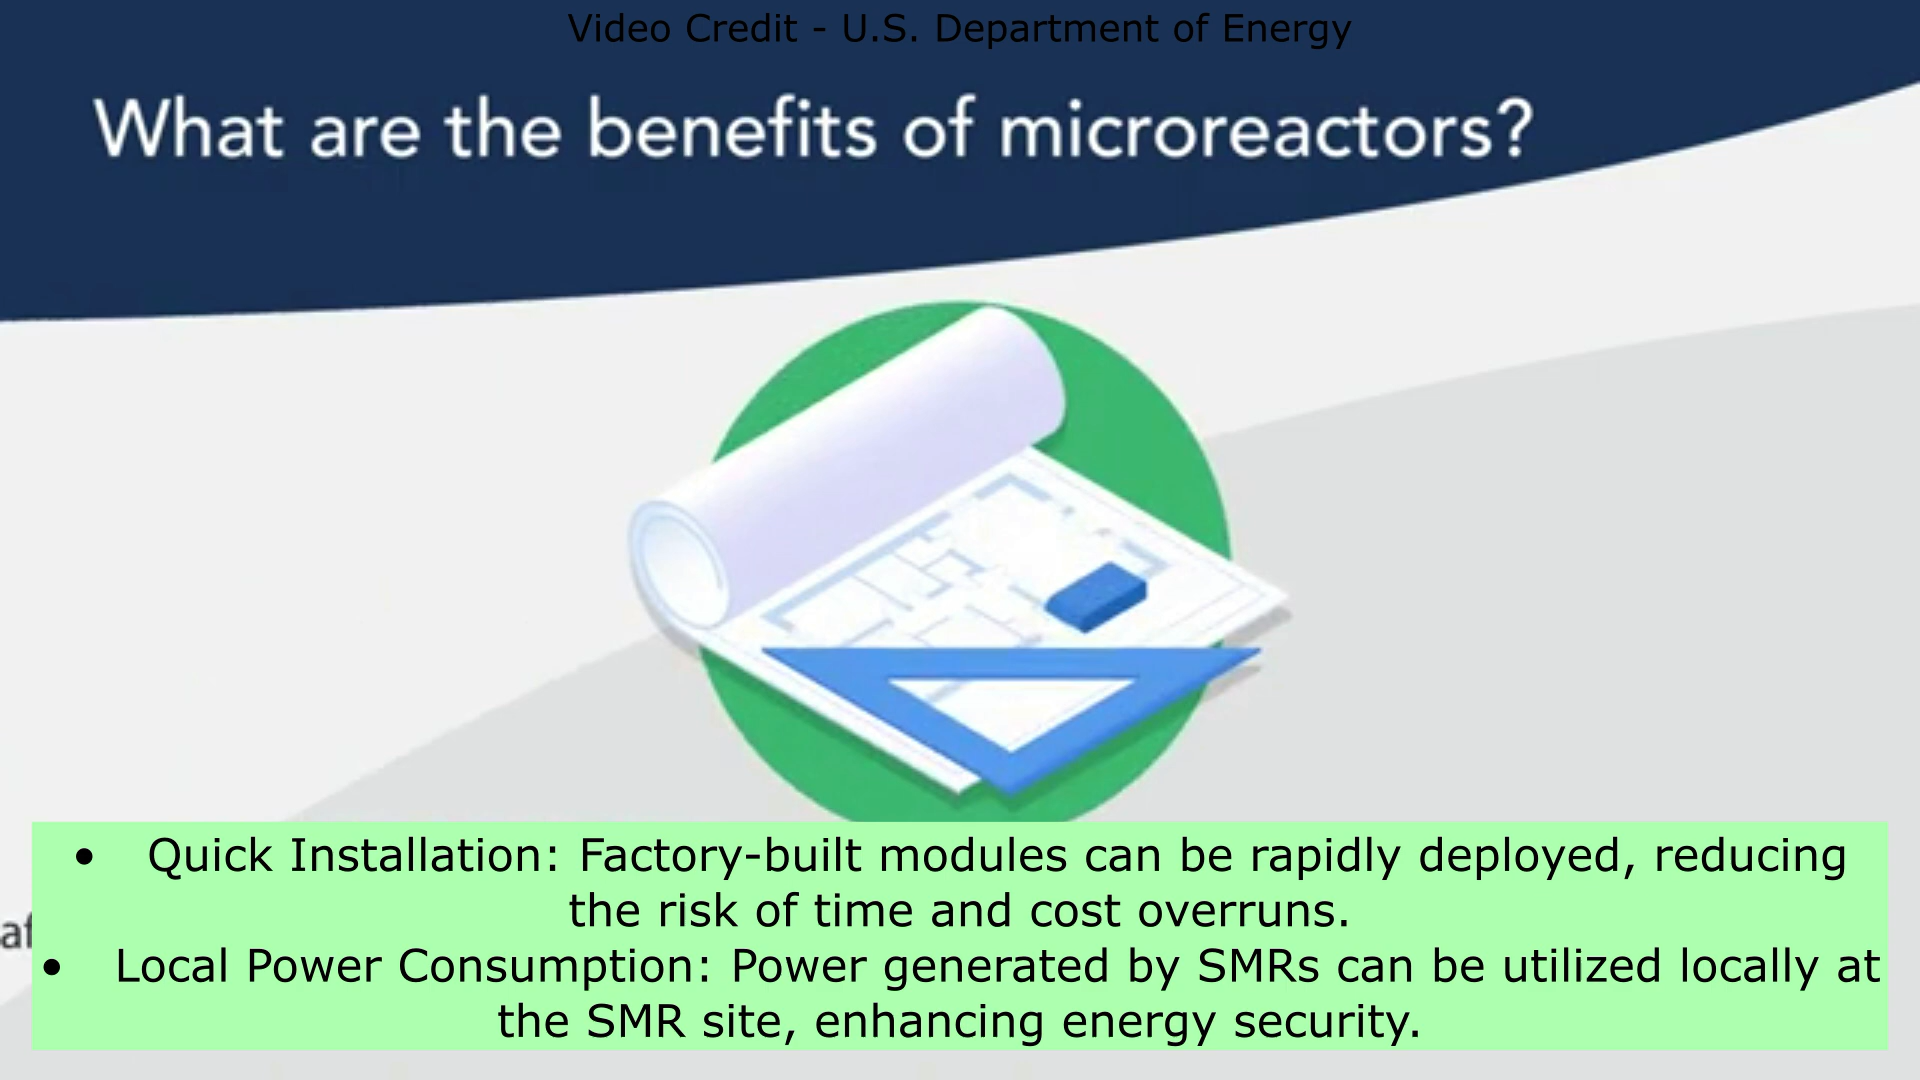 Video Credit - U.S. Department of Energy
What are the benefits of microreactors?
• Quick Installation: Factory-built modules can be rapidly deployed, reducing
the risk of time and cost overruns.
• Local Power Consumption: Power generated by SMRs can be utilized locally at
the SMR site, enhancing energy security.